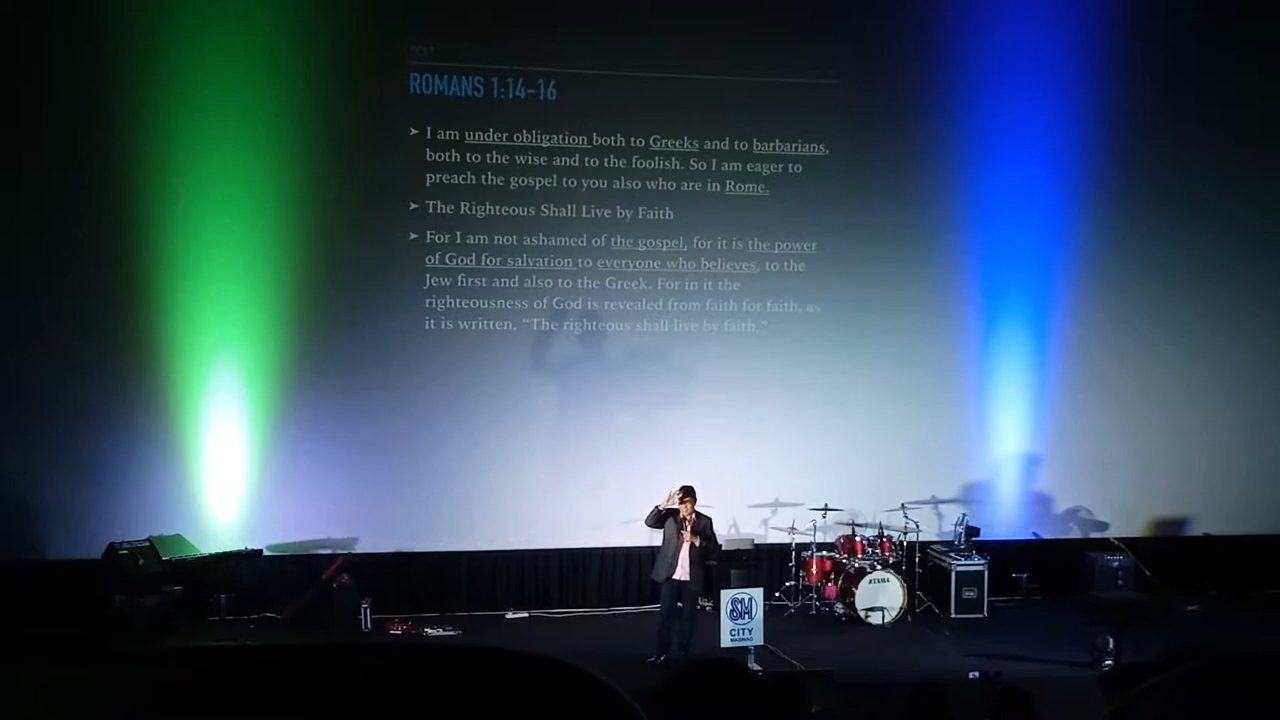 TEXT
ROMANS 1:14-16
➤ I am under obligation both to Greeks and to barbarians,
both to the wise and to the foolish. So I am eager to
preach the gospel to you also who are in Rome.
➤ The Righteous Shall Live by Faith
➤ For I am not ashamed of the gospel, for it is the power
of God for salvation to everyone who believes, to the
Jew first and also to the Greek. For in it the
righteousness of God is revealed from faith for faith, as
it is written, “The righteous shall live by faith.”
TAMA
SM
CITY
MASINAG